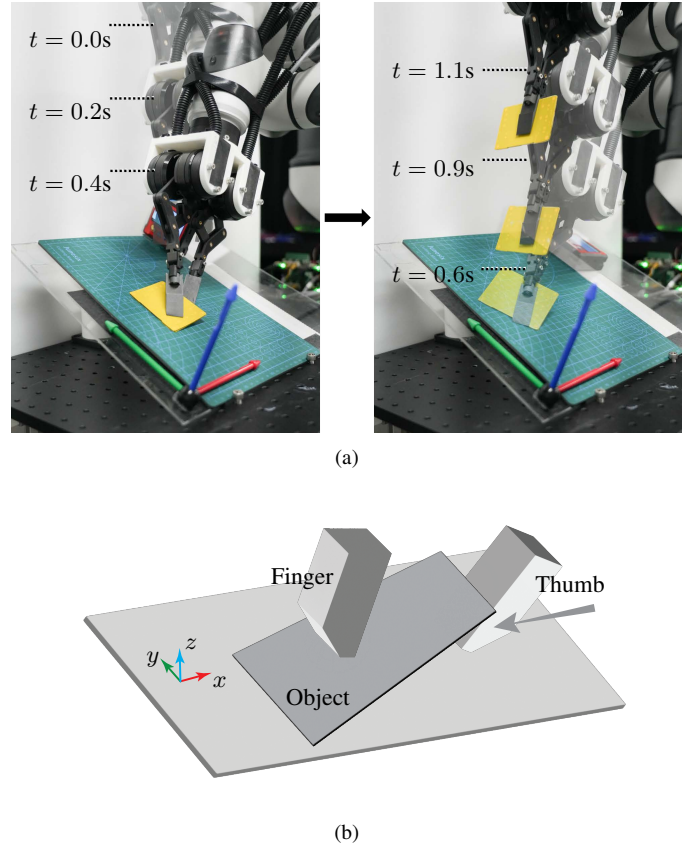 t = 0.0s
t = 0.2s
t = 0.4s
t = 1.1s
t = 0.9s
t = 0.6s
(a)
Finger
Thumb
y
z
x
Object
(b)